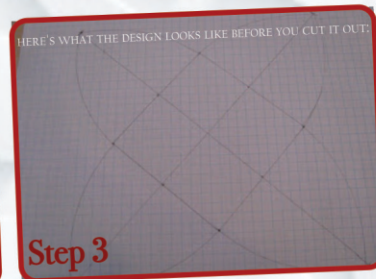 HERE'S WHAT THE DESIGN LOOKS LIKE BEFORE YOU CUT IT OUT:
Step 3